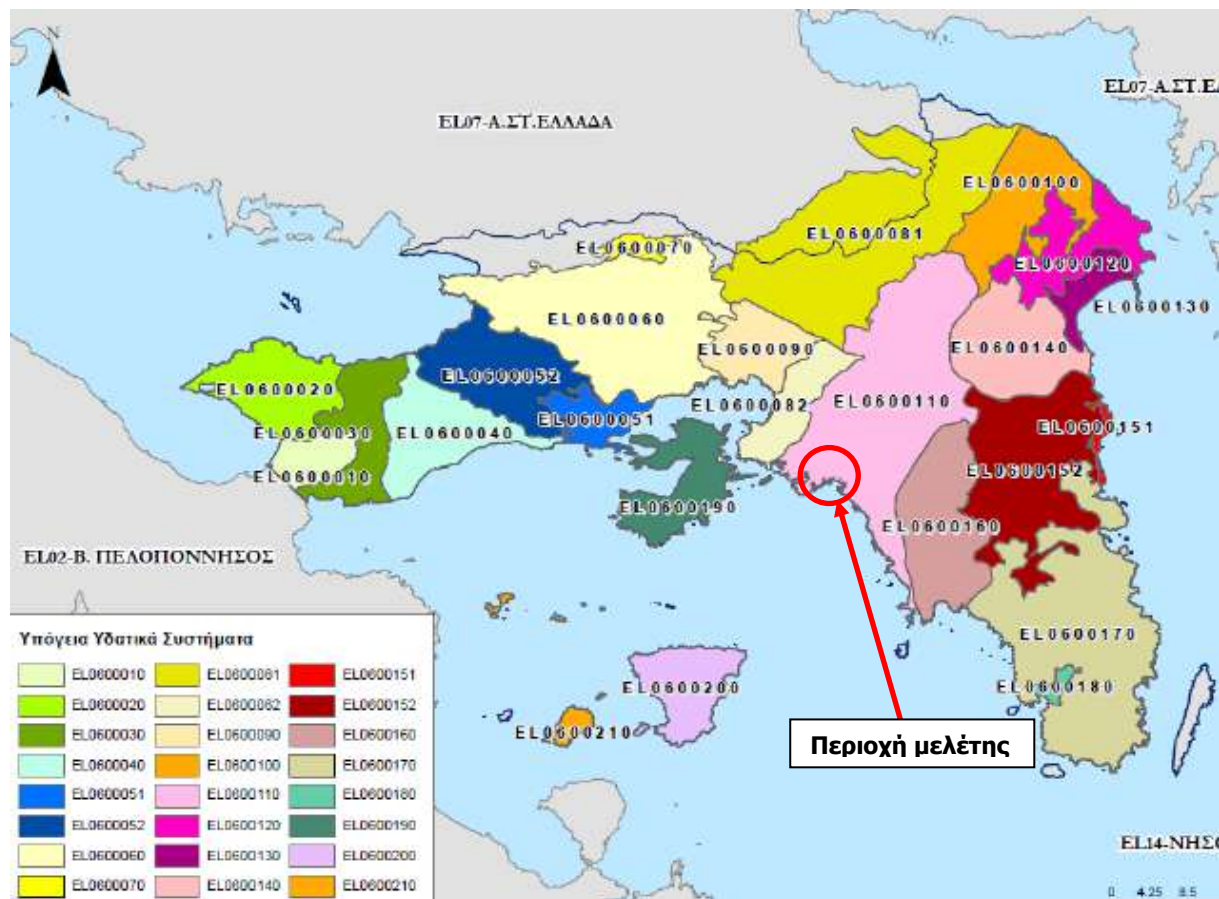 N
EL07-Α.ΣΤ.ΕΛ
EL07-Α.ΣΤ.ΕΛΛΑΔΑ
EL0600100
EL0600081
EL0600070
EL0600120
EL0600130
EL0600060
EL0600090
EL0600140
EL0600052
EL0600020
EL0600082
EL0600110
EL0600051
EL0600151
EL0600030
EL0600040
EL0600152
EL0600010
EL0600190
EL0600160
EL02-Β. ΠΕΛΟΠΟΝΝΗΣΟΣ
EL0600170
EL0600200
EL0600180
EL0600210
Περιοχή μελέτης
EL14-ΝΗΣΟ
0 4.25 8.5
Υπόγεια Υδατικά Συστήματα
EL0600010 EL0600081 EL0600151
EL0600020 EL0600082 EL0600152
EL0600030 EL0600090 EL0600160
EL0600040 EL0600100 EL0600170
EL0600051 EL0600110 EL0600180
EL0600052 EL0600120 EL0600190
EL0600060 EL0600130 EL0600200
EL0600070 EL0600140 EL0600210